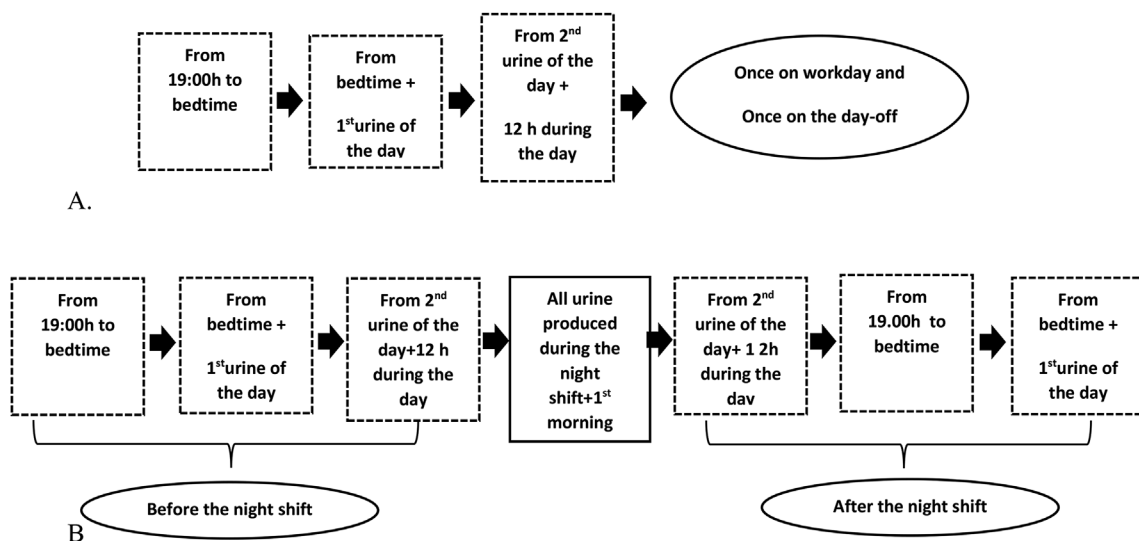 From
19:00h to
bedtime
From
bedtime +
1st urine of
the day
From 2nd
urine of the
day +
12 h during
the day
Once on workday and
Once on the day-off
A.
From
19:00h to
bedtime
From
bedtime +
1st urine of
the day
From 2nd
urine of the
day+12 h
during the
day
All urine
produced
during the
night
shift+1st
morning
From 2nd
urine of the
day+ 1 2h
during the
day
From
19.00h to
bedtime
From
bedtime +
1st urine of
the day
Before the night shift
After the night shift
B